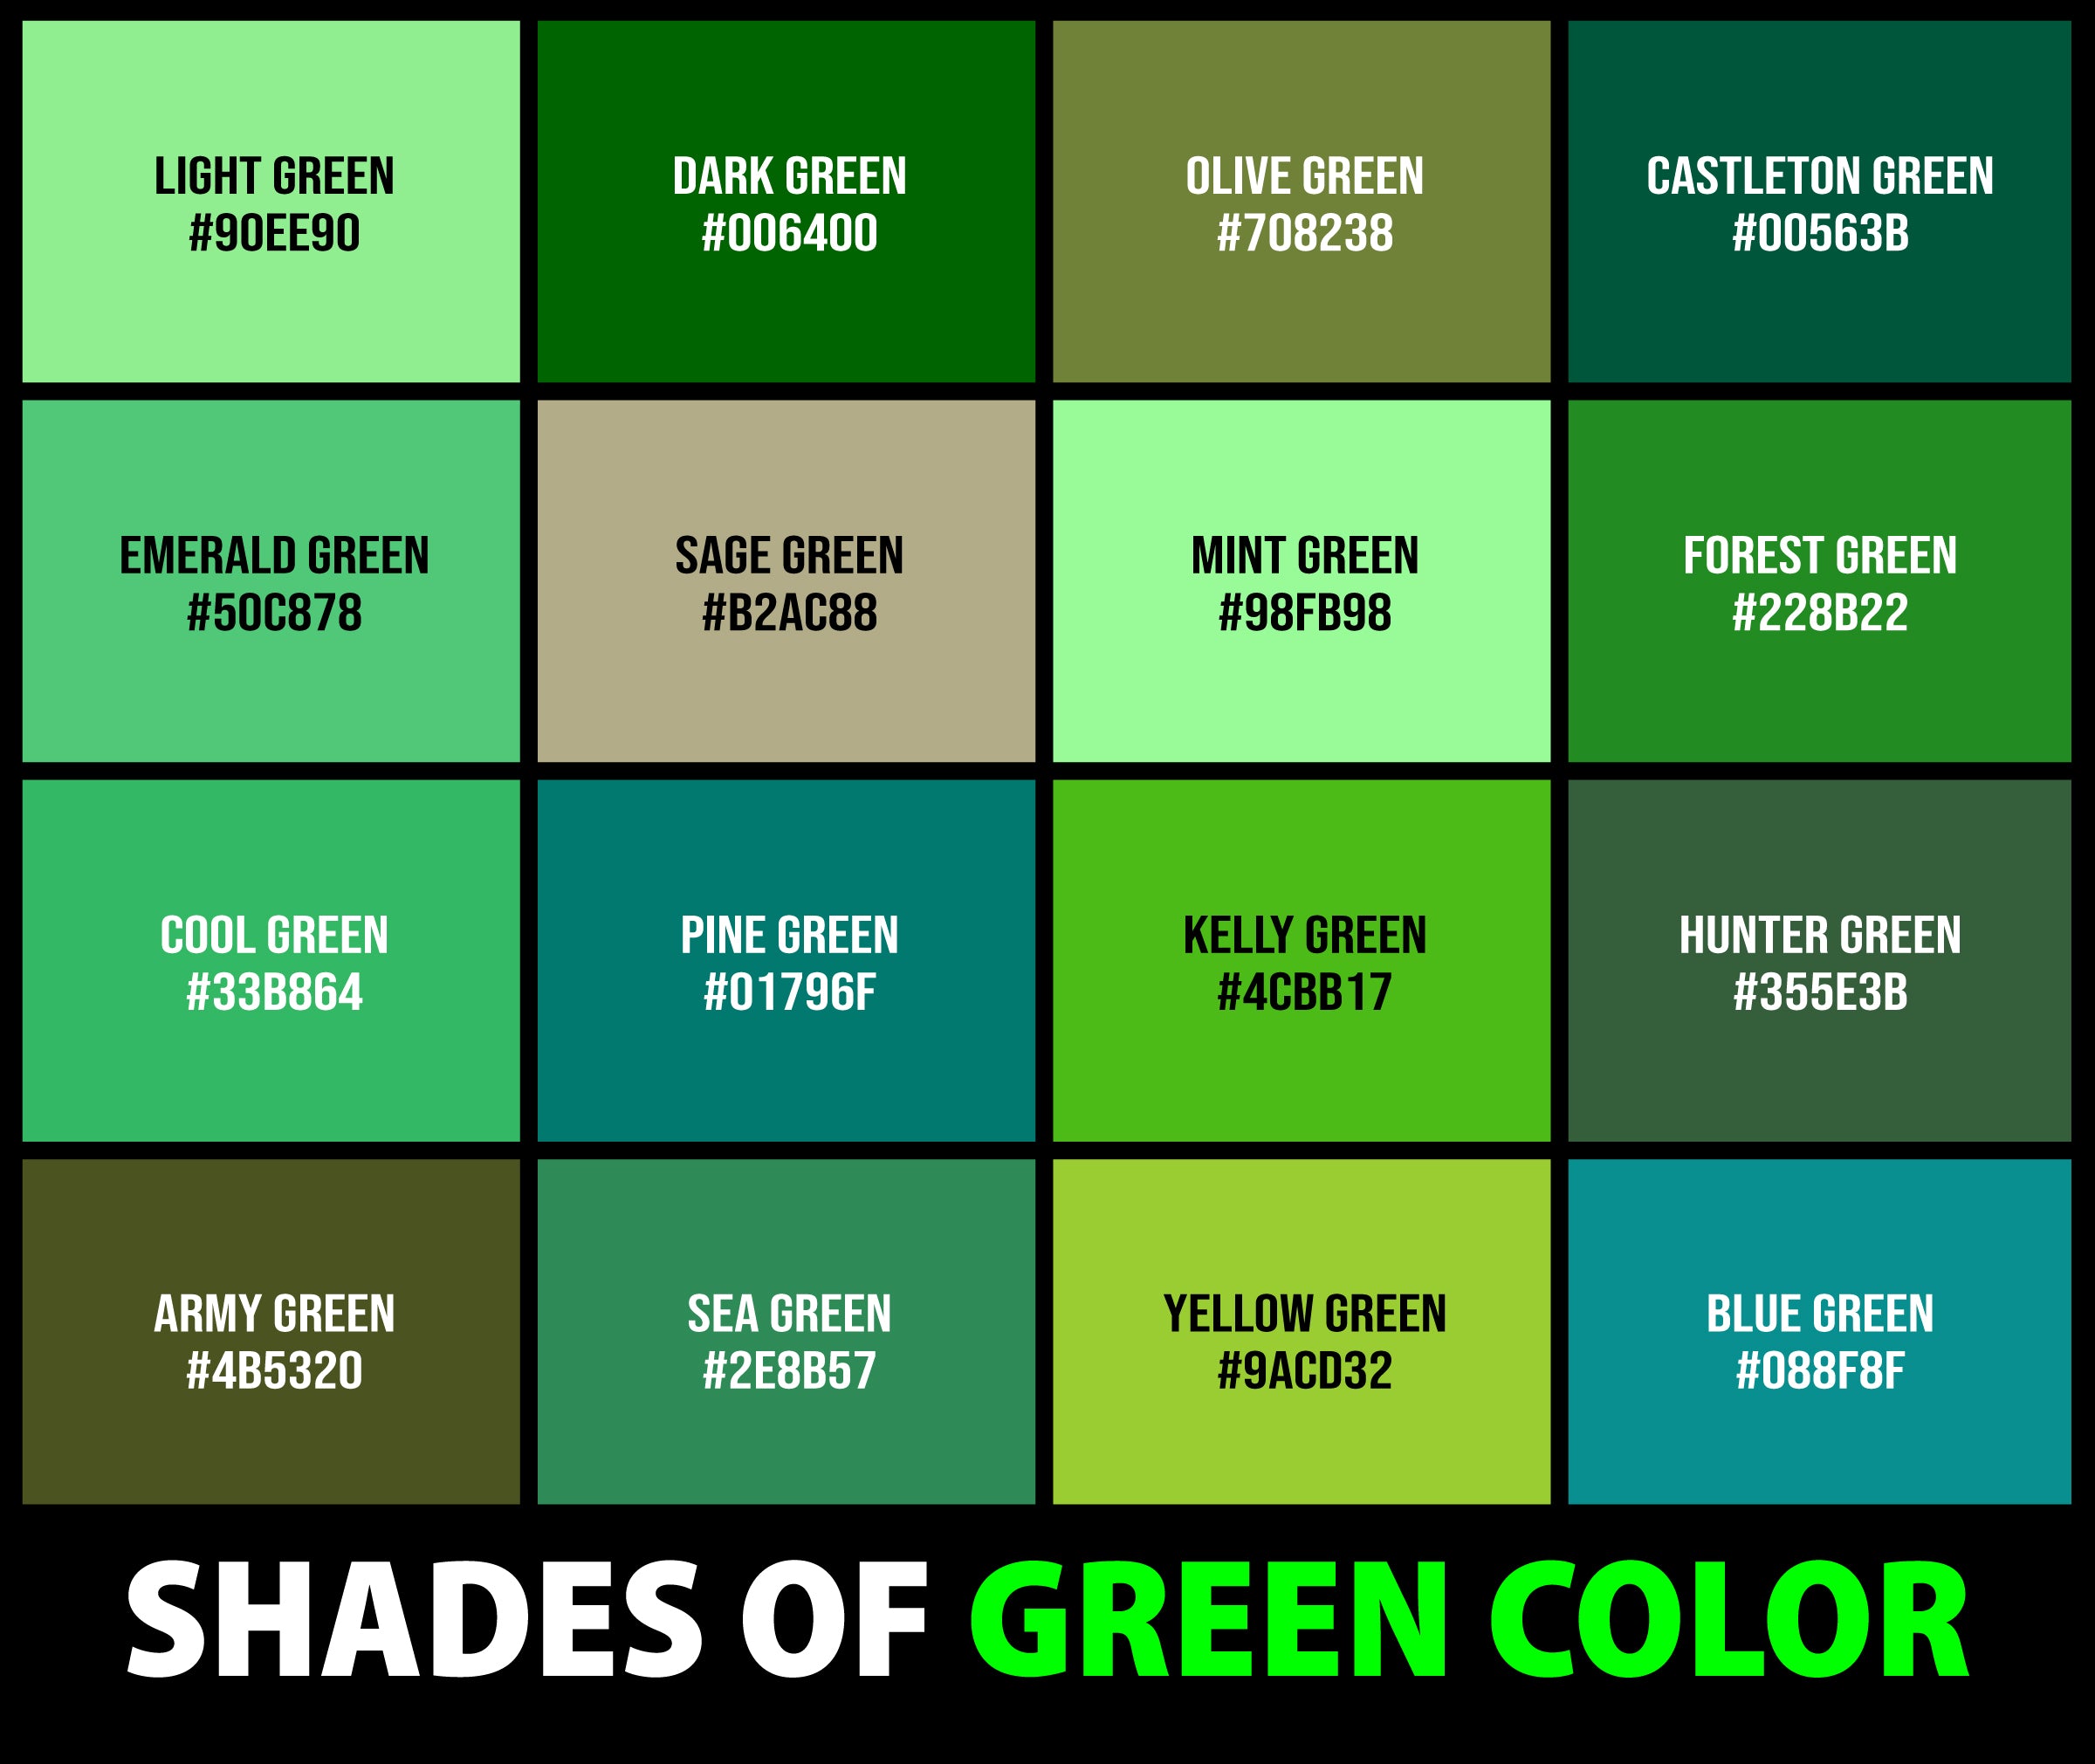 LIGHT GREEN
#90EE90
DARK GREEN
#006400
OLIVE GREEN
#708238
CASTLETON GREEN
#00563B
EMERALD GREEN
#50C878
SAGE GREEN
#B2AC88
MINT GREEN
#98FB98
FOREST GREEN
#228B22
COOL GREEN
#33B864
PINE GREEN
#01796F
KELLY GREEN
#4CBB17
HUNTER GREEN
#355E3B
ARMY GREEN
#4B5320
SEA GREEN
#2E8B57
YELLOW GREEN
#9ACD32
BLUE GREEN
#088F8F
SHADES OF GREEN COLOR